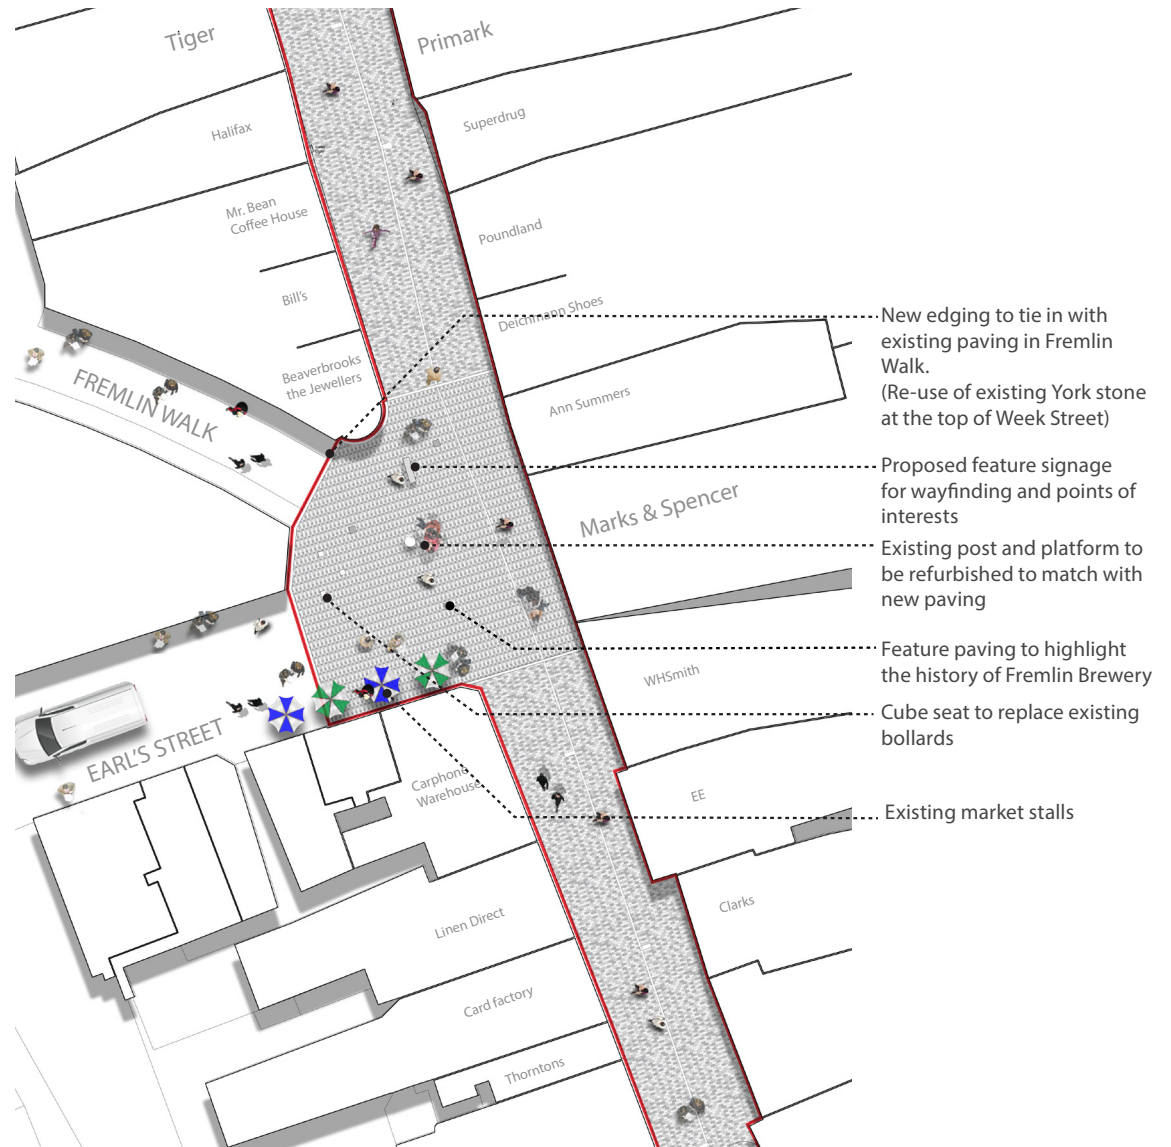 Tiger
Primark
Halifax
Superdrug
Mr. Bean
Coffee House
Poundland
Bill's
Deichmann Shoes
Beaverbrooks
the Jewellers
Ann Summers
FREMLIN WALK
Marks & Spencer
WHSmith
EARL'S STREET
Carphone
Warehouse
EE
Linen Direct
Clarks
Card factory
Thorntons
New edging to tie in with
existing paving in Fremlin
Walk.
(Re-use of existing York stone
at the top of Week Street)
Proposed feature signage
for wayfinding and points of
interests
Existing post and platform to
be refurbished to match with
new paving
Feature paving to highlight
the history of Fremlin Brewery
Cube seat to replace existing
bollards
Existing market stalls